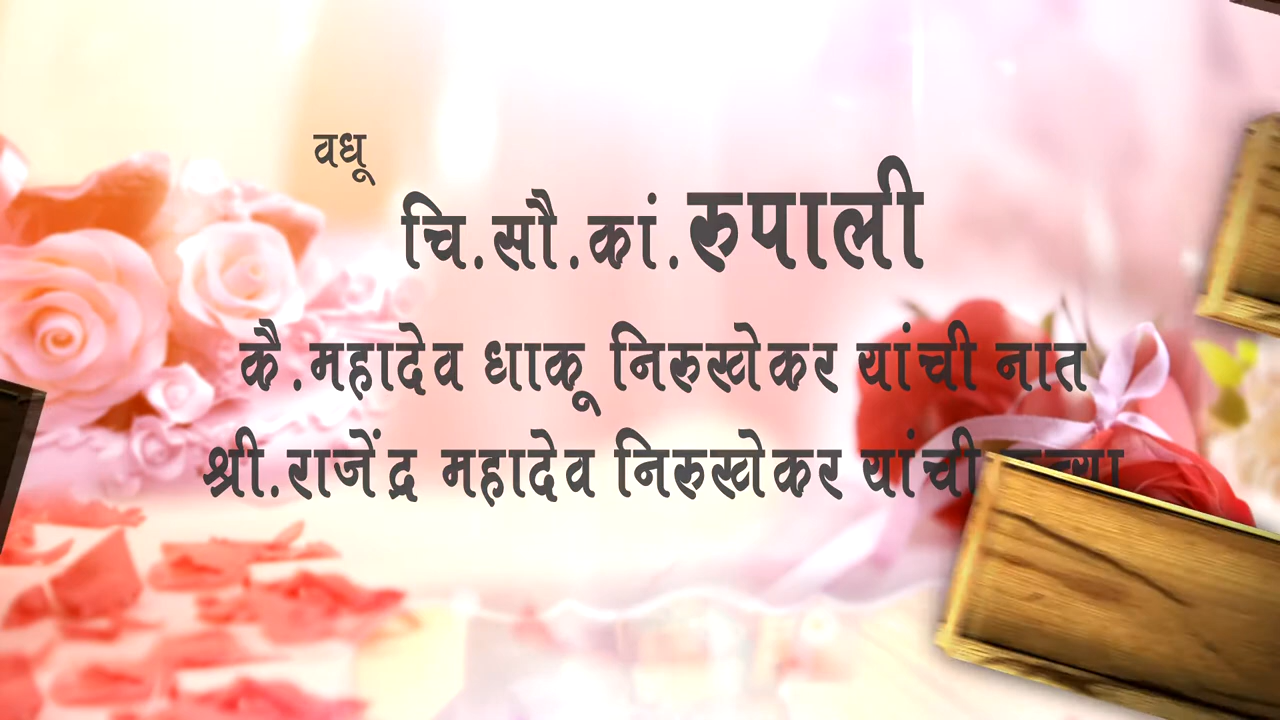 वधू
चि.सौ.कां.रुपाली
कै.महादेव धाकू निरुखेकर यांची नात
श्री.राजेंद्र महादेव निरुखेकर यांची